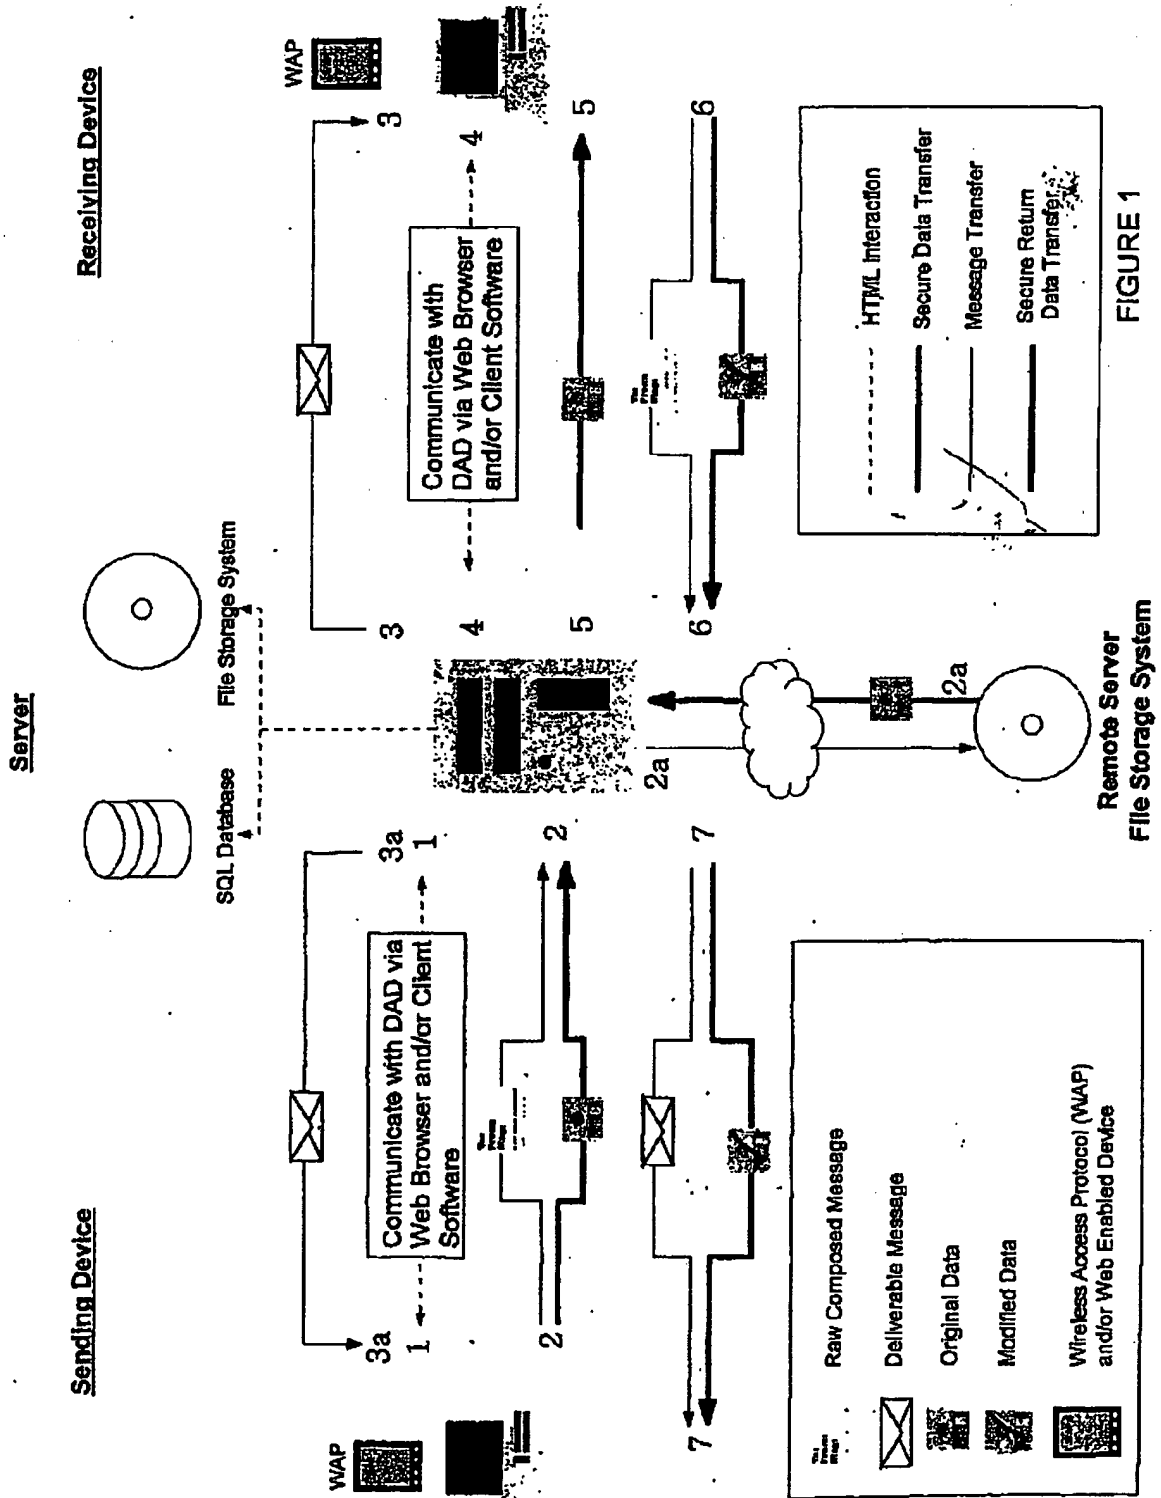 Sending Device
Server
Receiving Device
WAP
SQL Database
File Storage System
WAP
3a
3a
3
3
1
Communicate with DAD via
Web Browser and/or Client
Software
1
4
Communicate with
DAD via Web Browser
and/or Client Software
4
2
2
5
5
2a
2a
7
7
6
6
Remote Server
File Storage System
Raw Composed Message
Deliverable Message
Original Data
Modified Data
Wireless Access Protocol (WAP)
and/or Web Enabled Device
HTML Interaction
Secure Data Transfer
Message Transfer
Secure Return
Data Transfer
FIGURE 1